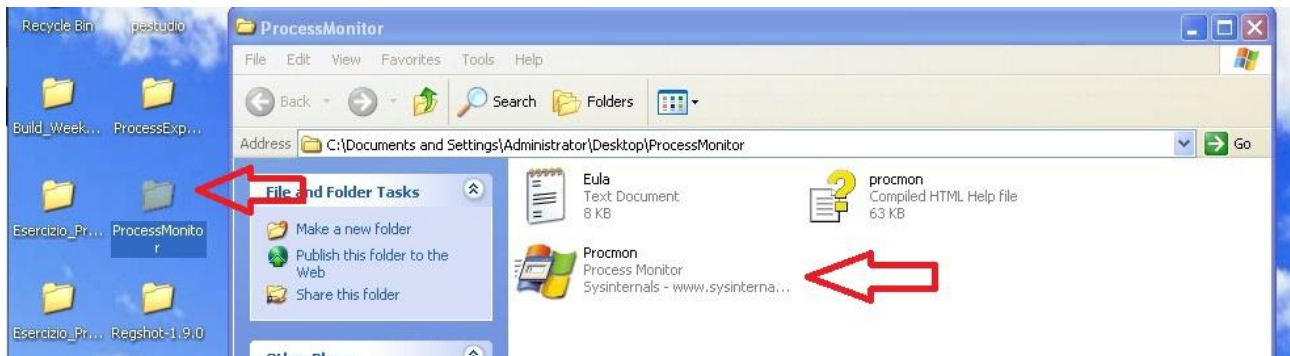 Recycle Bin
pestudio
Build_Week...
ProcessExp...
Esercizio_Pr...
ProcessMonito
r
Esercizio_Pr...
Regshot-1.9.0
ProcessMonitor
File Edit View Favorites Tools Help
Back
Search
Folders
Address
C:\Documents and Settings\Administrator\Desktop\ProcessMonitor
Go
File and Folder Tasks
Make a new folder
Publish this folder to the
Web
Share this folder
Eula
Text Document
8 KB
procmon
Compiled HTML Help file
63 KB
Procmon
Process Monitor
Sysinternals - www.sysinterna...